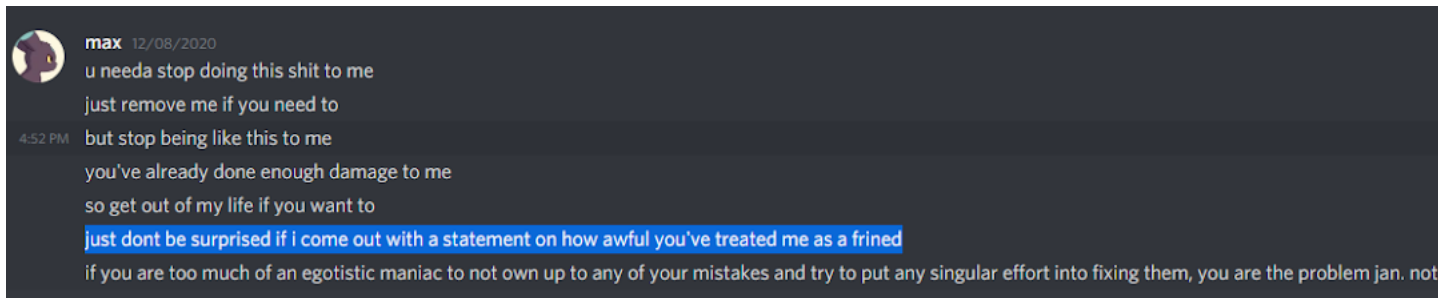 max 12/08/2020
u needa stop doing this shit to me
just remove me if you need to
4:52 PM but stop being like this to me
you've already done enough damage to me
so get out of my life if you want to
just dont be surprised if i come out with a statement on how awful you've treated me as a frined
if you are too much of an egotistic maniac to not own up to any of your mistakes and try to put any singular effort into fixing them, you are the problem jan. not